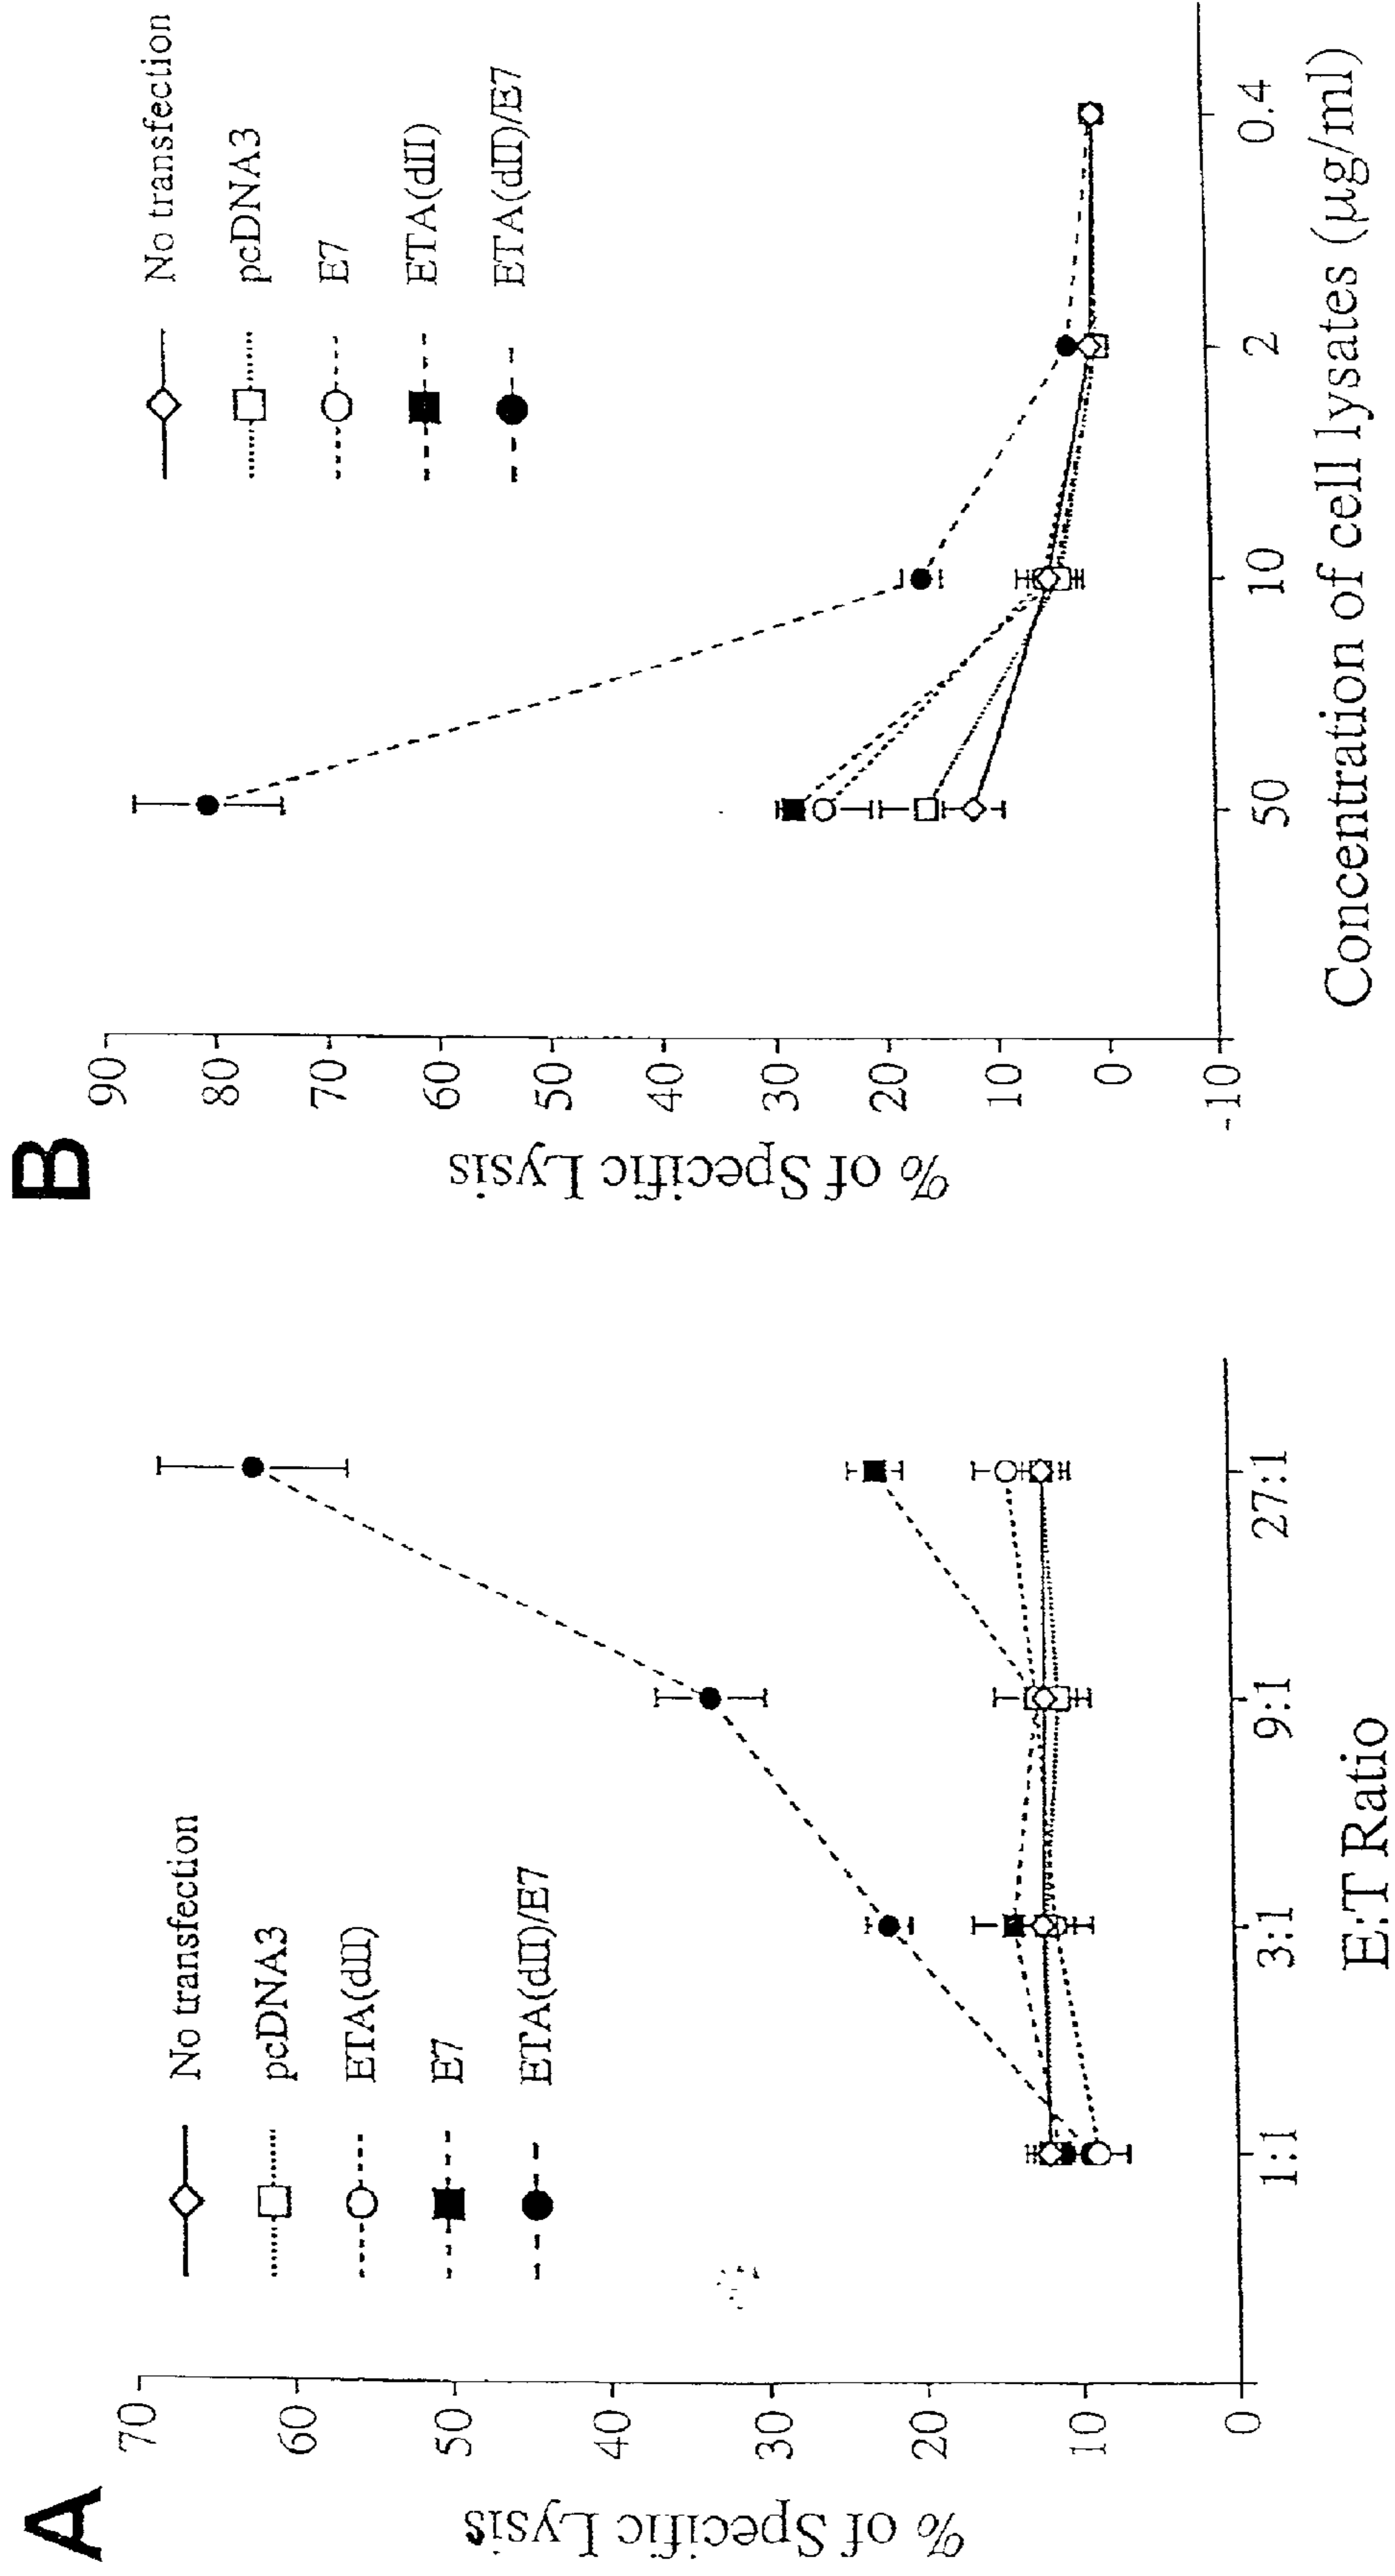 A
% of Specific Lysis
70
60
50
40
30
20
10
0
No transfection
pcDNA3
ETA(dII)
E7
ETA(dII)/E7
1:1
3:1
9:1
27:1
E:T Ratio
B
% of Specific Lysis
90
80
70
60
50
40
30
20
10
0
-10
No transfection
pcDNA3
E7
ETA(dII)
ETA(dII)/E7
50
10
2
0.4
Concentration of cell lysates (µg/ml)